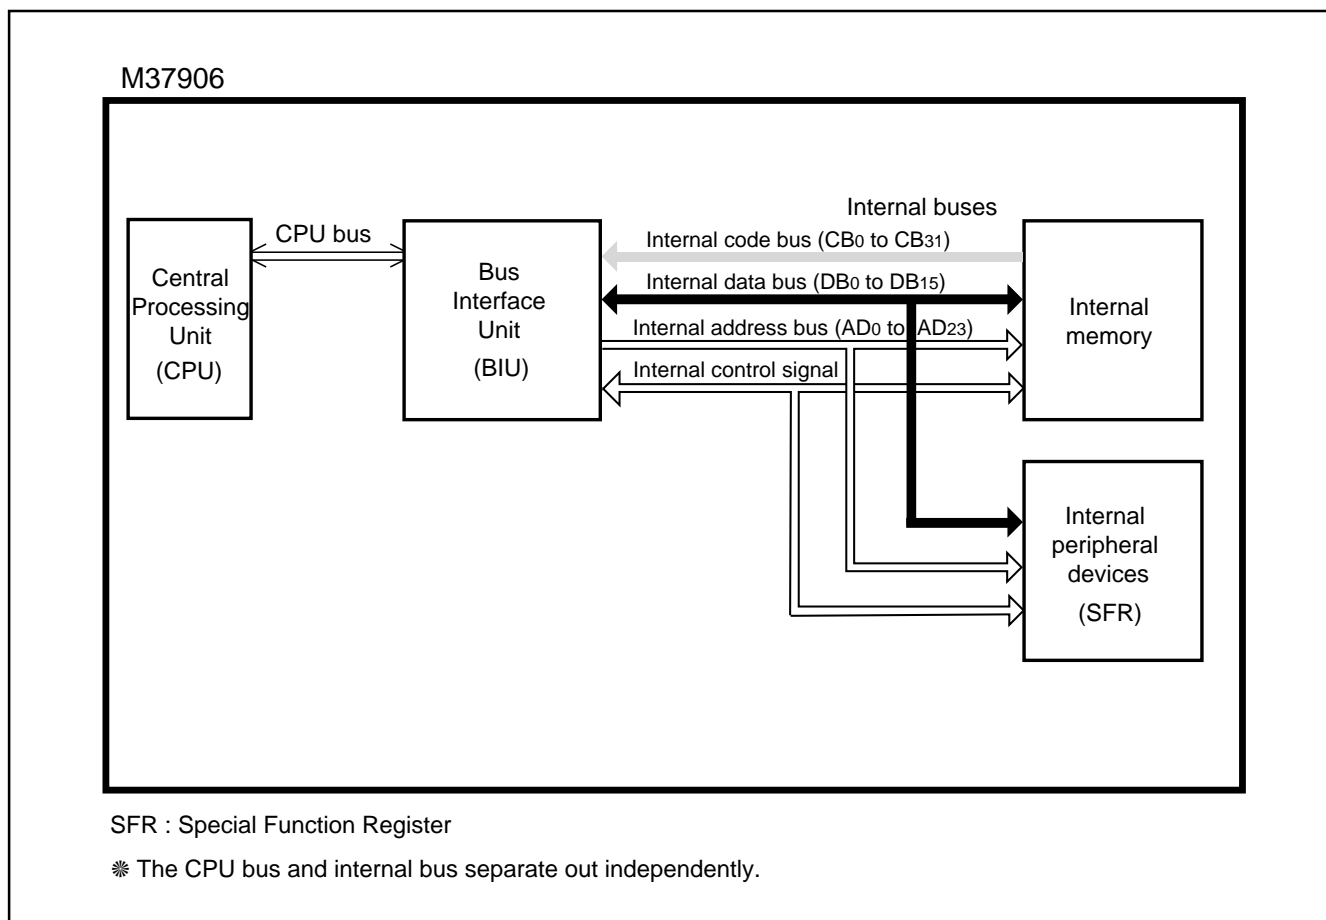 M37906
Internal buses
CPU bus
Internal code bus (CB0 to CB31)
Internal data bus (DB0 to DB15)
Internal address bus (AD0 to AD23)
Internal control signal
Central
Processing
Unit
(CPU)
Bus
Interface
Unit
(BIU)
Internal
memory
Internal
peripheral
devices
(SFR)
SFR : Special Function Register
❊ The CPU bus and internal bus separate out independently.